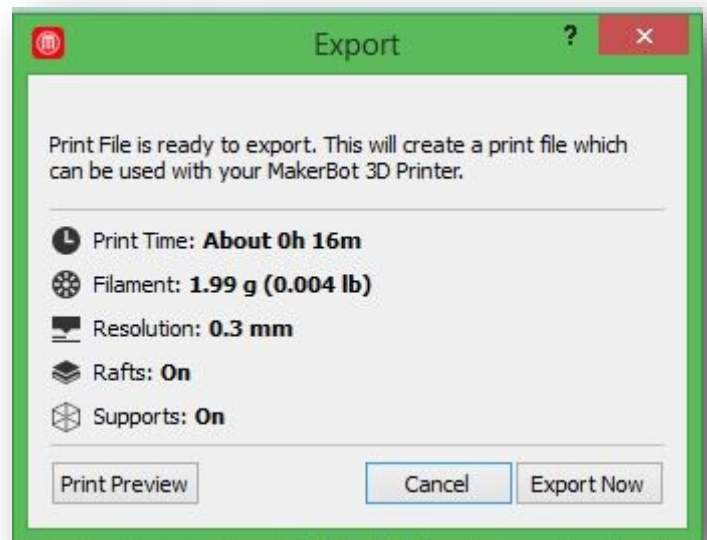 Export
?
Print File is ready to export. This will create a print file which
can be used with your MakerBot 3D Printer.
Print Time: About 0h 16m
Filament: 1.99 g (0.004 lb)
Resolution: 0.3 mm
Rafts: On
Supports: On
Print Preview Cancel Export Now